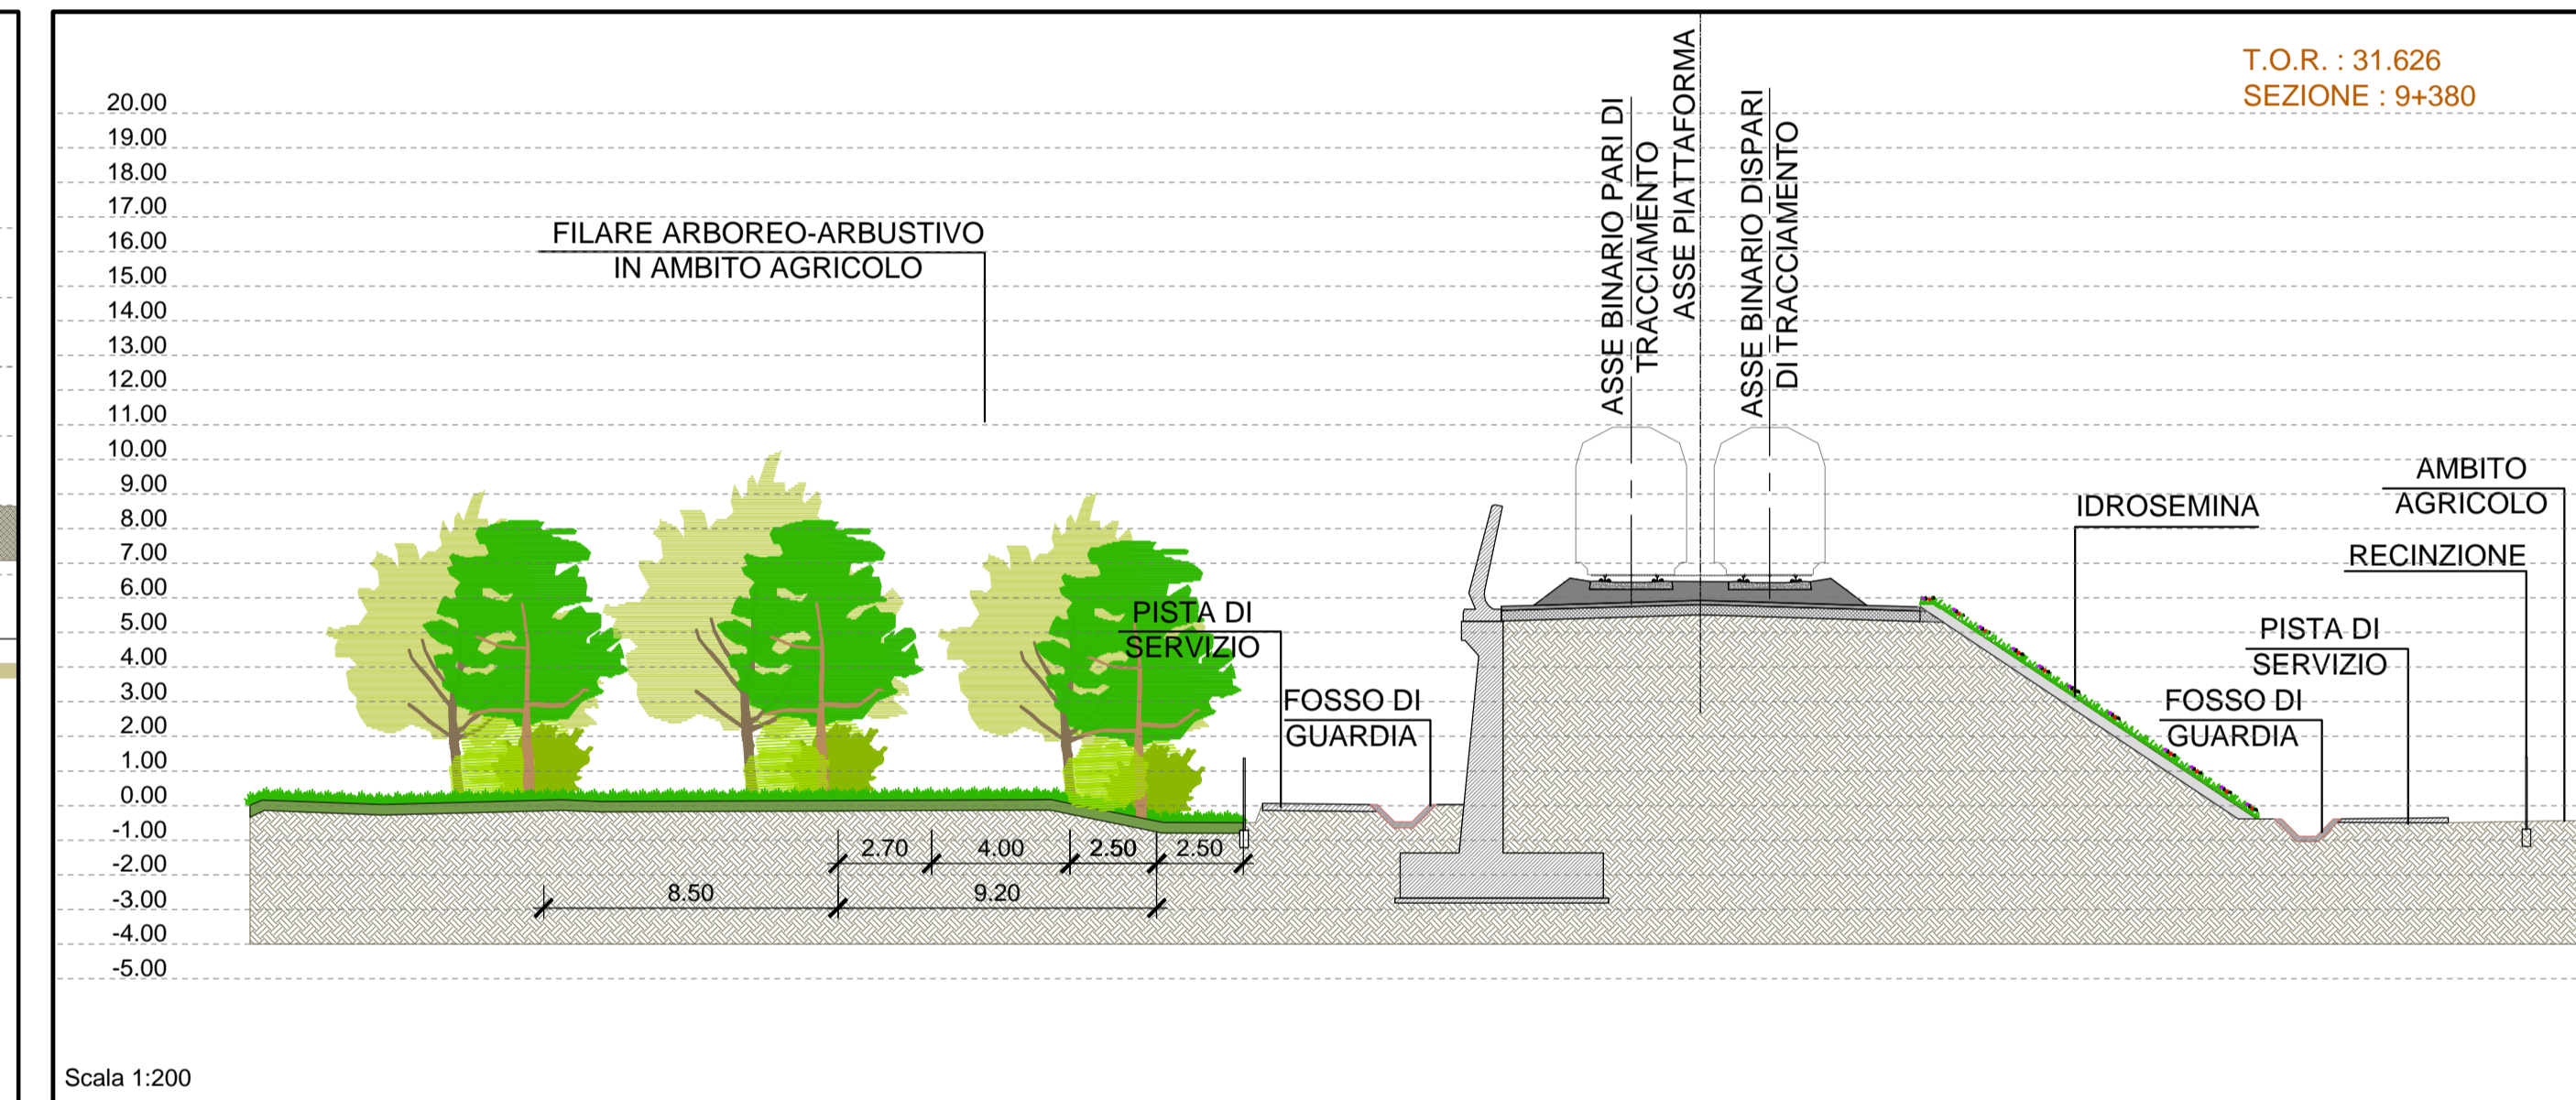 T.O.R. : 31.626
SEZIONE : 9+380
ASSE BINARIO PARI DI
TRACCIAMENTO
ASSE PIATTAFORMA
ASSE BINARIO DISPARI
DI TRACCIAMENTO
20.00
19.00
18.00
17.00
16.00
15.00
14.00
13.00
12.00
11.00
10.00
9.00
8.00
7.00
6.00
5.00
4.00
3.00
2.00
1.00
0.00
-1.00
-2.00
-3.00
-4.00
-5.00
FILARE ARBOREO-ARBUSTIVO
IN AMBITO AGRICOLO
PISTA DI
SERVIZIO
FOSSO DI
GUARDIA
IDROSEMINA
AMBITO
AGRICOLO
RECINZIONE
PISTA DI
SERVIZIO
FOSSO DI
GUARDIA
2.70
4.00
2.50
2.50
8.50
9.20
Scala 1:200